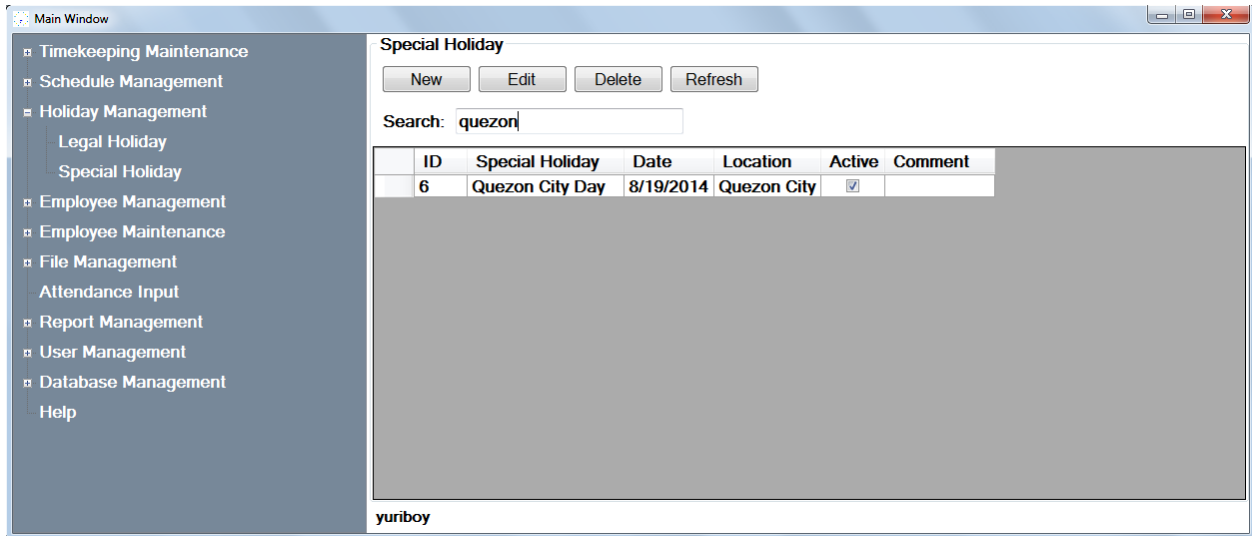 Main Window
Timekeeping Maintenance
Schedule Management
Holiday Management
Legal Holiday
Special Holiday
Employee Management
Employee Maintenance
File Management
Attendance Input
Report Management
User Management
Database Management
Help
Special Holiday
New Edit Delete Refresh
Search: quezon
ID Special Holiday Date Location Active Comment
6 Quezon City Day 8/19/2014 Quezon City
yuriboy